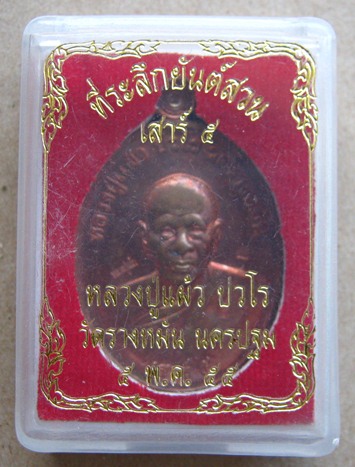 ที่ระลึกยันต์สวน
เสาร์ ๕
หลวงปู่แผ้ว ปวโร
วัดรางหมัน นครปฐม
๕ พ.ค. ๕๕